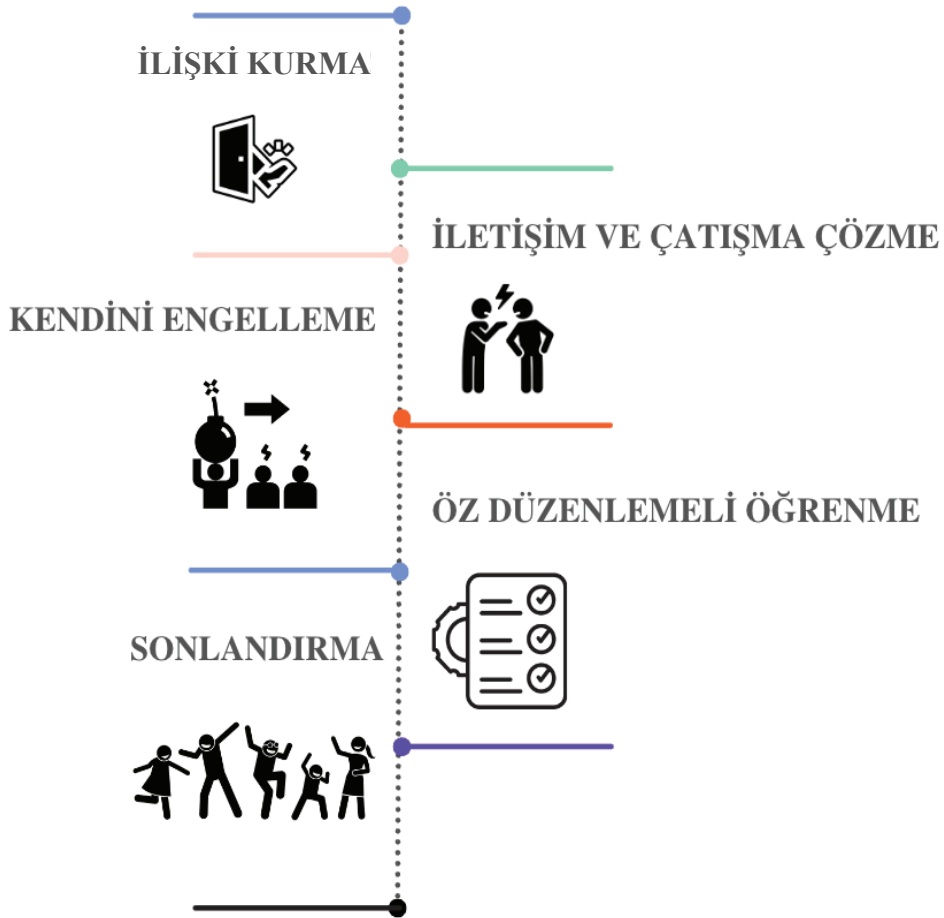 İLİŞKİ KURMA
İLETİŞİM VE ÇATIŞMA ÇÖZME
KENDİNİ ENGELLEME
ÖZ DÜZENLEMELİ ÖĞRENME
SONLANDIRMA